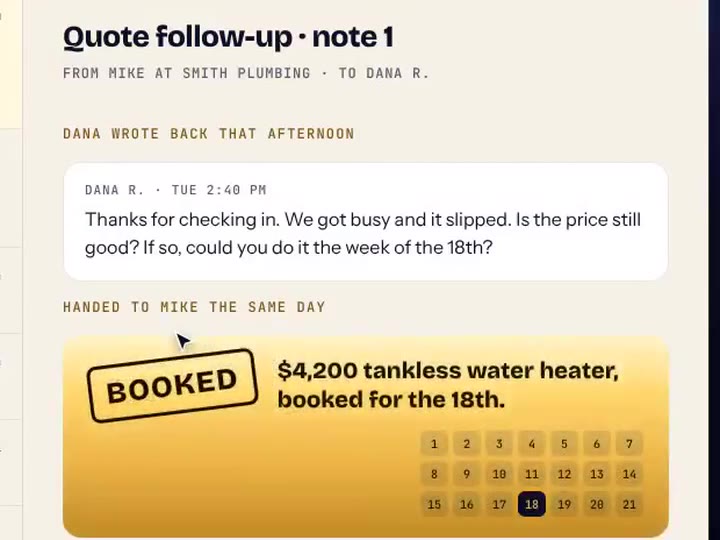 Quote follow-up · note 1
FROM MIKE AT SMITH PLUMBING · TO DANA R.
DANA WROTE BACK THAT AFTERNOON
DANA R. · TUE 2:40 PM
Thanks for checking in. We got busy and it slipped. Is the price still
good? If so, could you do it the week of the 18th?
HANDED TO MIKE THE SAME DAY
BOOKED
$4,200 tankless water heater,
booked for the 18th.
1 2 3 4 5 6 7
8 9 10 11 12 13 14
15 16 17 18 19 20 21